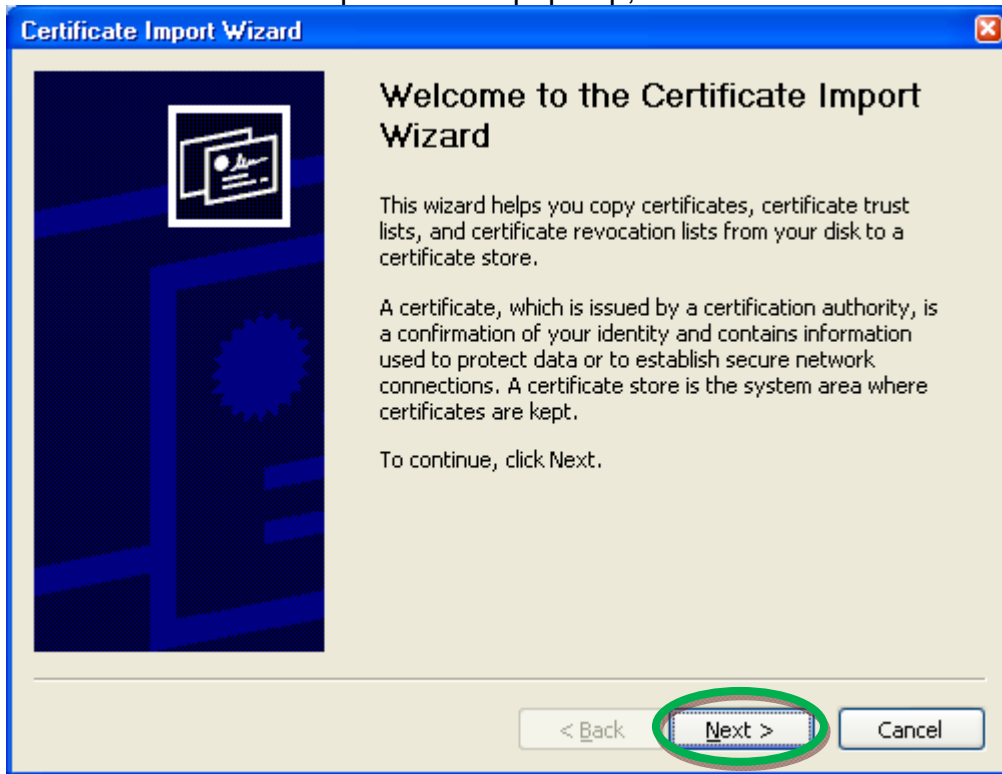 Certificate Import Wizard
Welcome to the Certificate Import
Wizard
This wizard helps you copy certificates, certificate trust
lists, and certificate revocation lists from your disk to a
certificate store.
A certificate, which is issued by a certification authority, is
a confirmation of your identity and contains information
used to protect data or to establish secure network
connections. A certificate store is the system area where
certificates are kept.
To continue, click Next.
< Back Next > Cancel